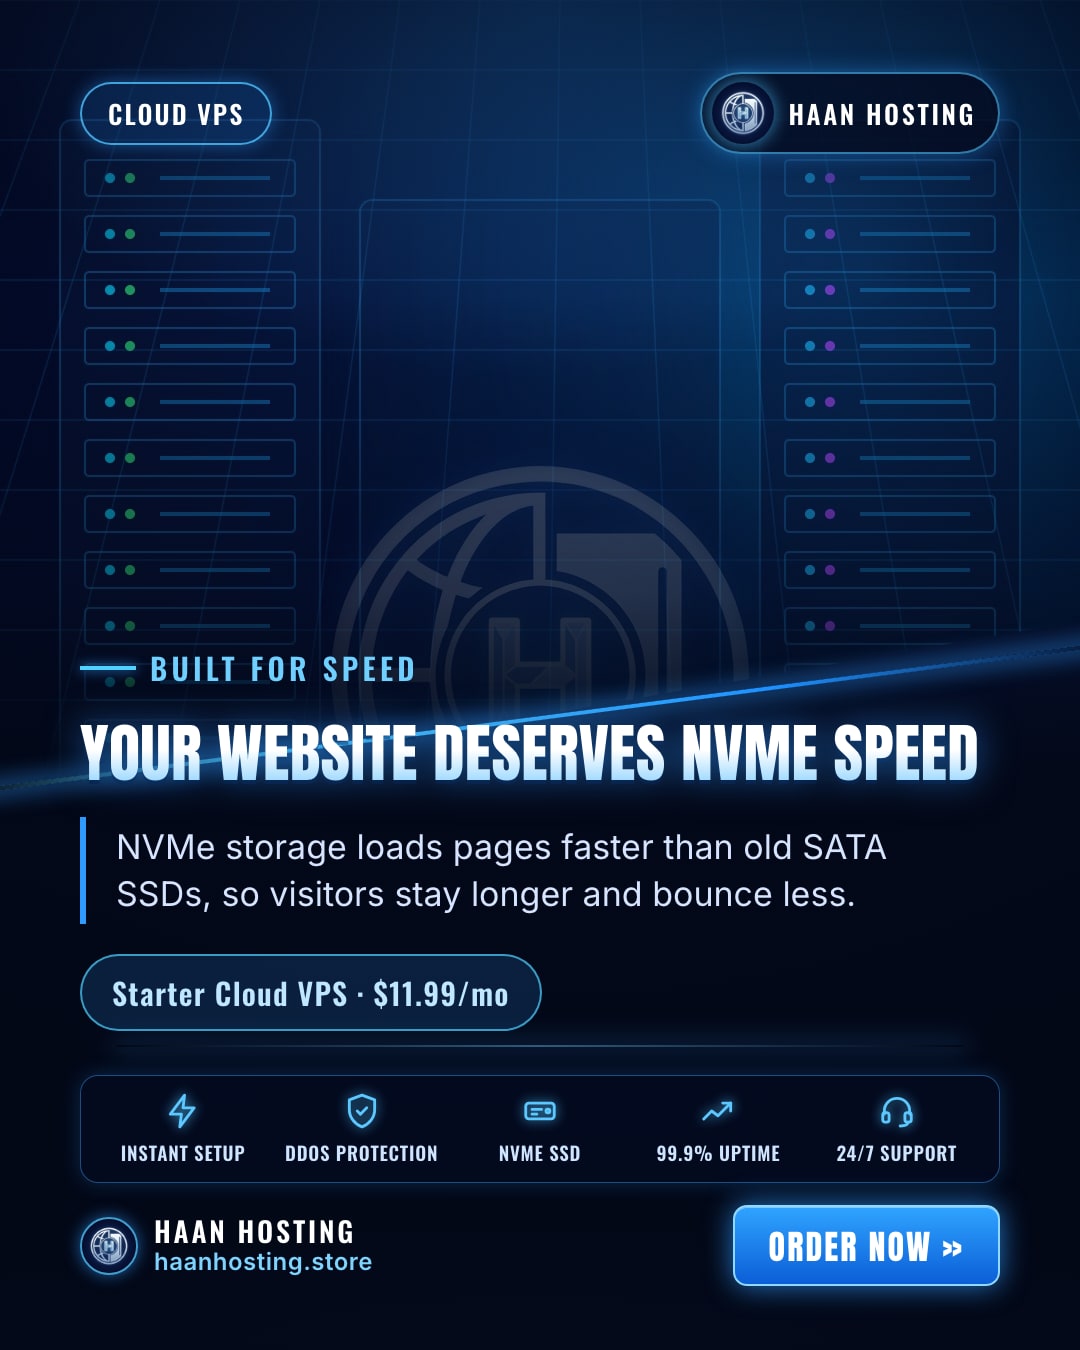 CLOUD VPS
HAAN HOSTING
BUILT FOR SPEED
YOUR WEBSITE DESERVES NVME SPEED
NVMe storage loads pages faster than old SATA
SSDs, so visitors stay longer and bounce less.
Starter Cloud VPS · $11.99/mo
INSTANT SETUP
DDOS PROTECTION
NVME SSD
99.9% UPTIME
24/7 SUPPORT
HAAN HOSTING
haanhosting.store
ORDER NOW »